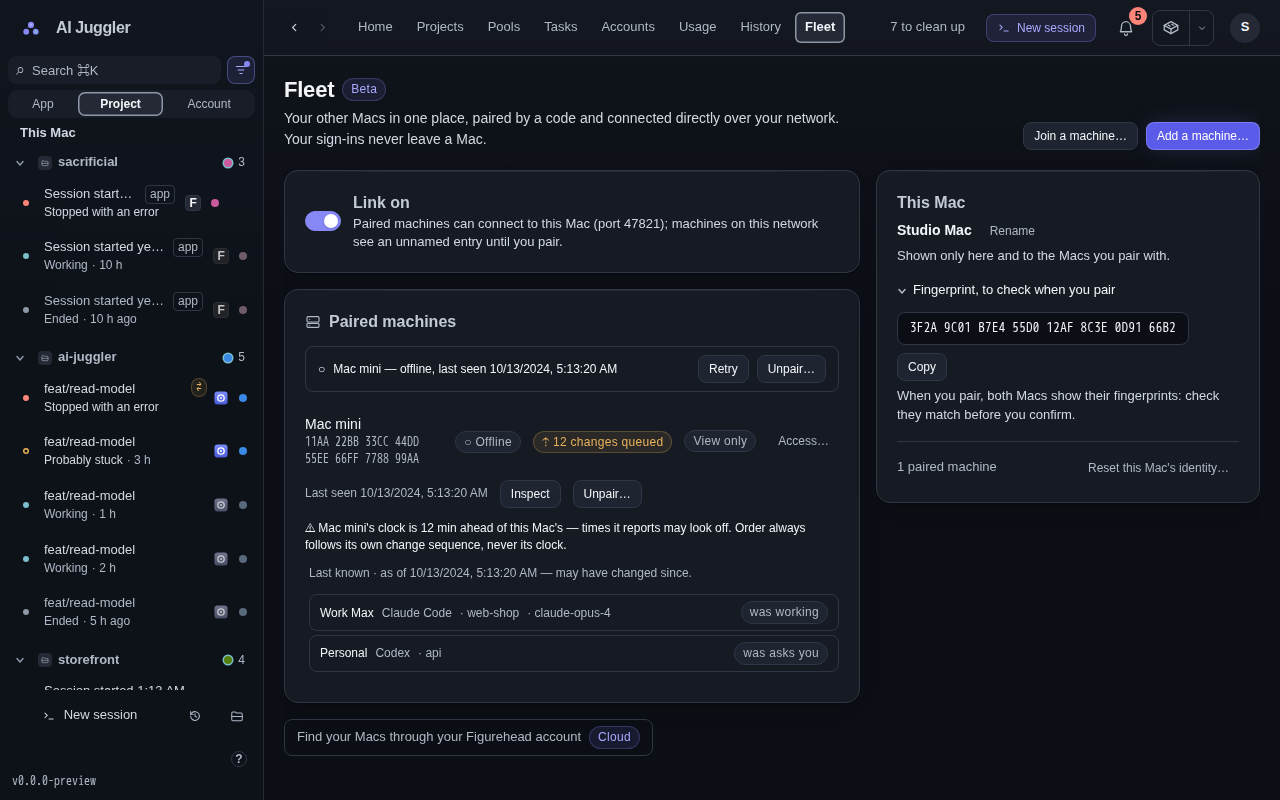 AI Juggler
Search ⌘K
App
Project
Account
This Mac
sacrificial
3
Session start…
app
F
Stopped with an error
Session started ye…
app
F
Working · 10 h
Session started ye…
app
F
Ended · 10 h ago
ai-juggler
5
feat/read-model
Stopped with an error
feat/read-model
Probably stuck · 3 h
feat/read-model
Working · 1 h
feat/read-model
Working · 2 h
feat/read-model
Ended · 5 h ago
storefront
4
Session started 1:13 AM
New session
?
v0.0.0-preview
Home
Projects
Pools
Tasks
Accounts
Usage
History
Fleet
7 to clean up
New session
5
S
Fleet
Beta
Your other Macs in one place, paired by a code and connected directly over your network.
Your sign-ins never leave a Mac.
Join a machine…
Add a machine…
Link on
Paired machines can connect to this Mac (port 47821); machines on this network
see an unnamed entry until you pair.
Paired machines
Mac mini — offline, last seen 10/13/2024, 5:13:20 AM
Retry
Unpair…
Mac mini
11AA 22BB 33CC 44DD
55EE 66FF 7788 99AA
Offline
12 changes queued
View only
Access…
Last seen 10/13/2024, 5:13:20 AM
Inspect
Unpair…
⚠ Mac mini's clock is 12 min ahead of this Mac's — times it reports may look off. Order always
follows its own change sequence, never its clock.
Last known · as of 10/13/2024, 5:13:20 AM — may have changed since.
Work Max Claude Code · web-shop · claude-opus-4
was working
Personal Codex · api
was asks you
Find your Macs through your Figurehead account
Cloud
This Mac
Studio Mac
Rename
Shown only here and to the Macs you pair with.
Fingerprint, to check when you pair
3F2A 9C01 B7E4 55D0 12AF 8C3E 0D91 66B2
Copy
When you pair, both Macs show their fingerprints: check
they match before you confirm.
1 paired machine
Reset this Mac's identity…